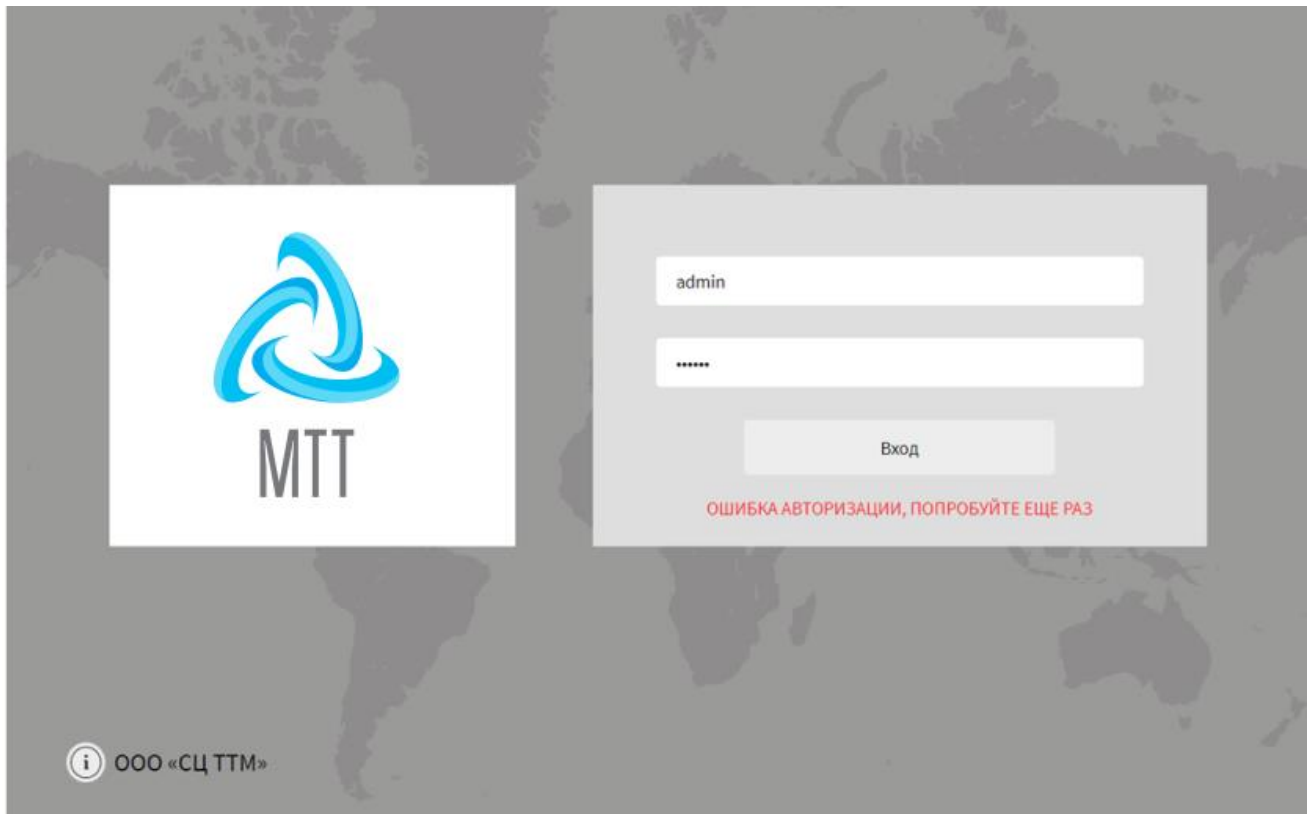 МТТ
admin
••••••
Вход
ОШИБКА АВТОРИЗАЦИИ, ПОПРОБУЙТЕ ЕЩЕ РАЗ
i
ООО «СЦ ТТМ»